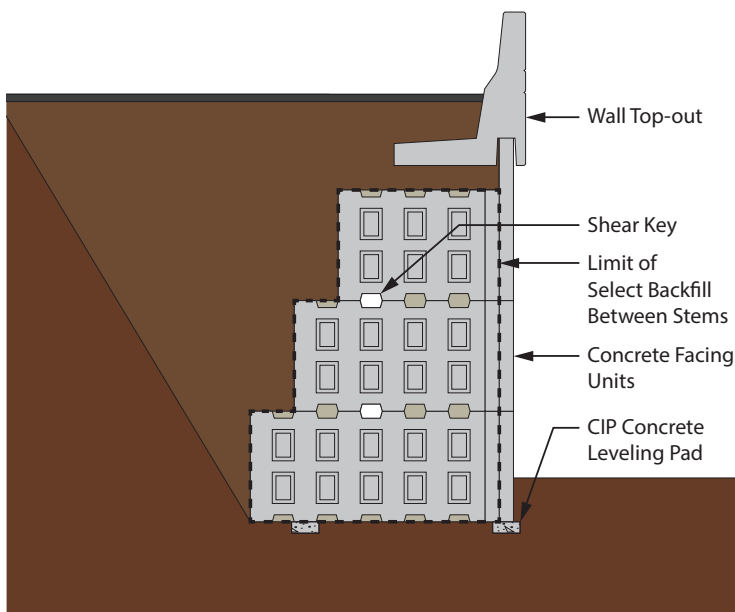 Wall Top-out
Shear Key
Limit of
Select Backfill
Between Stems
Concrete Facing
Units
CIP Concrete
Leveling Pad